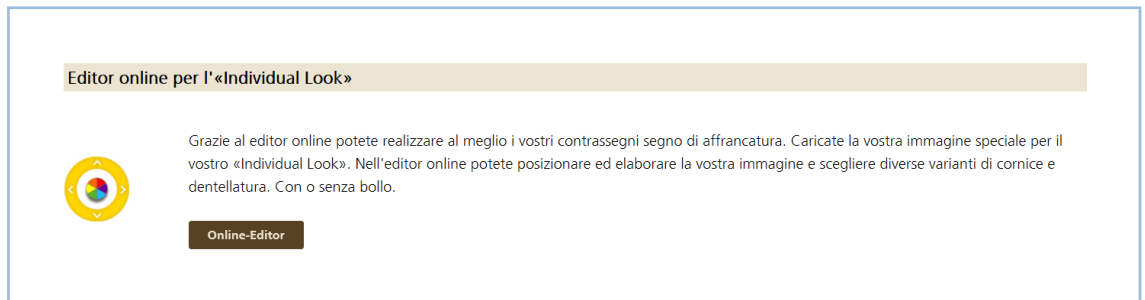 Editor online per l'«Individual Look»
Grazie al editor online potete realizzare al meglio i vostri contrassegni segno di affrancatura. Caricate la vostra immagine speciale per il
vostro «Individual Look». Nell'editor online potete posizionare ed elaborare la vostra immagine e scegliere diverse varianti di cornice e
dentellatura. Con o senza bollo.
Online-Editor